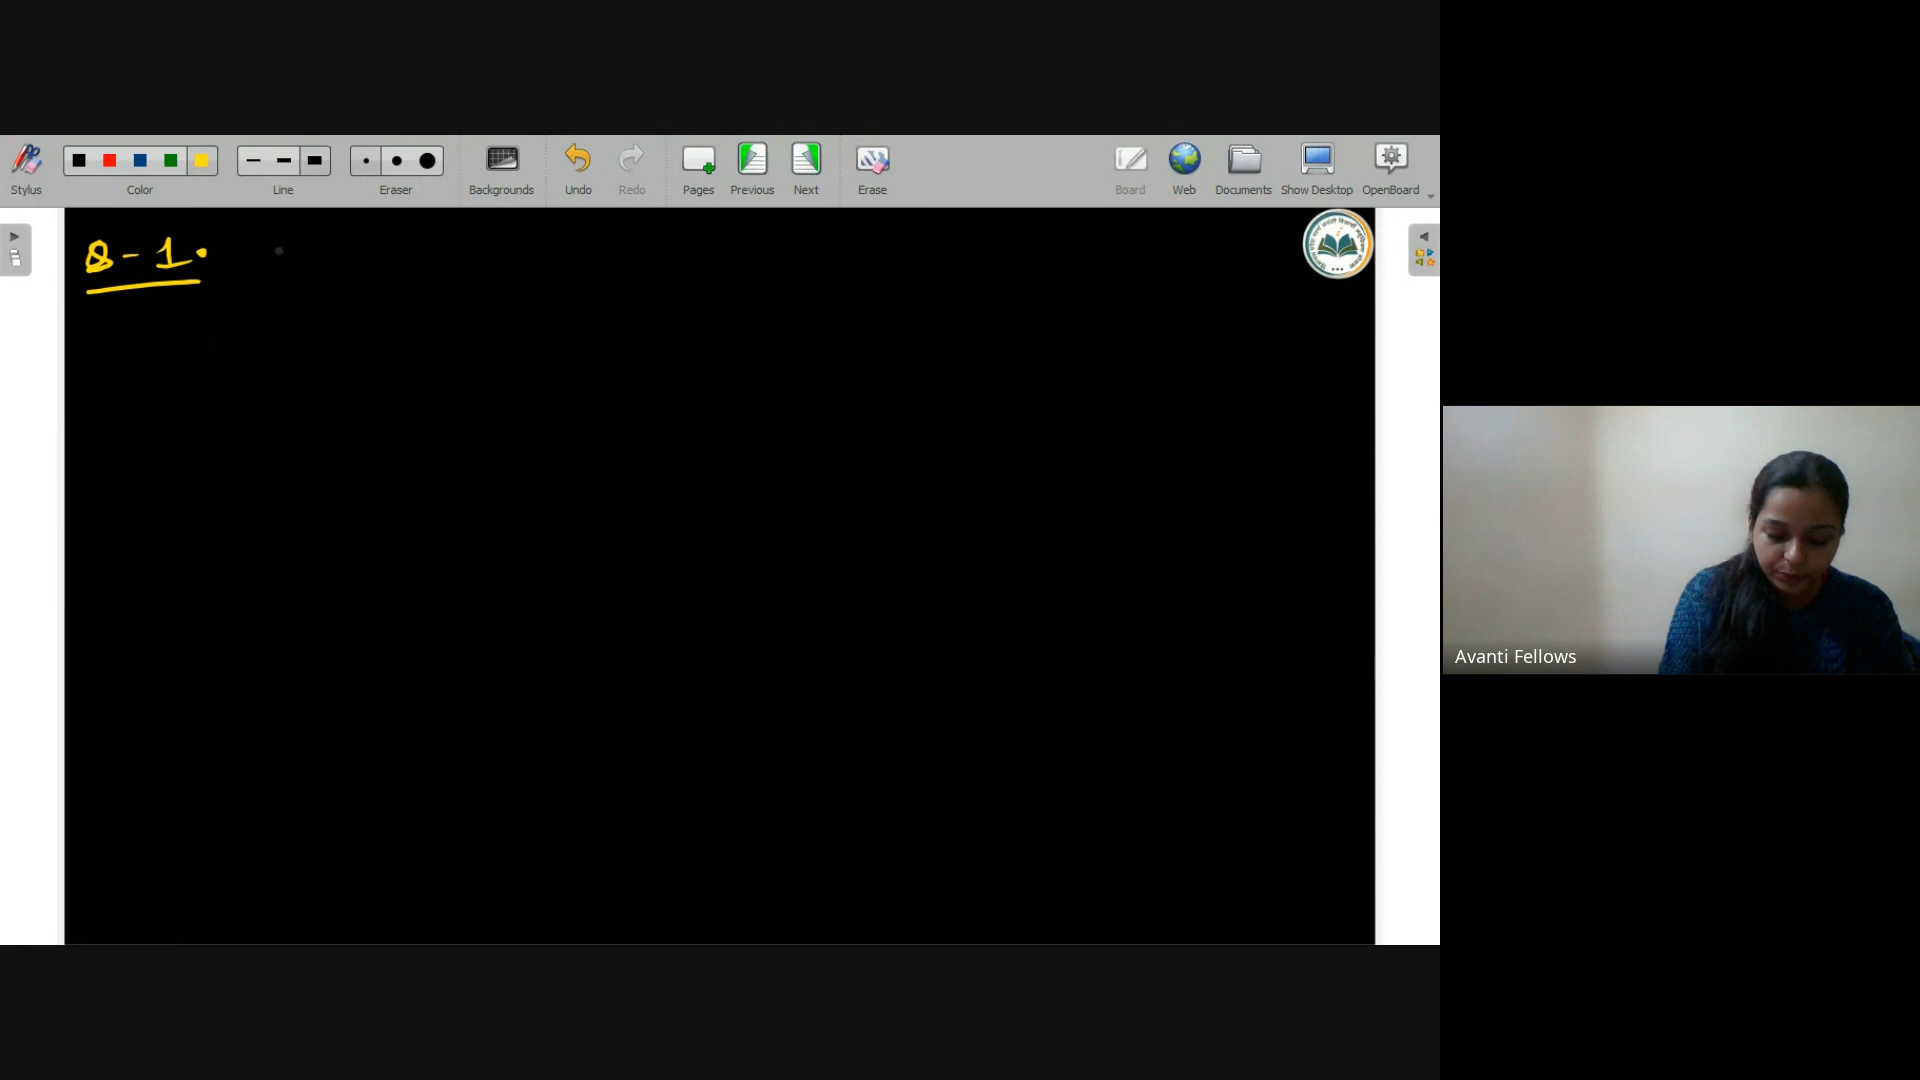 Stylus Color Line Eraser Backgrounds Undo Redo Pages Previous Next Erase Board Web Documents Show Desktop OpenBoard
Q - 1.
Avanti Fellows